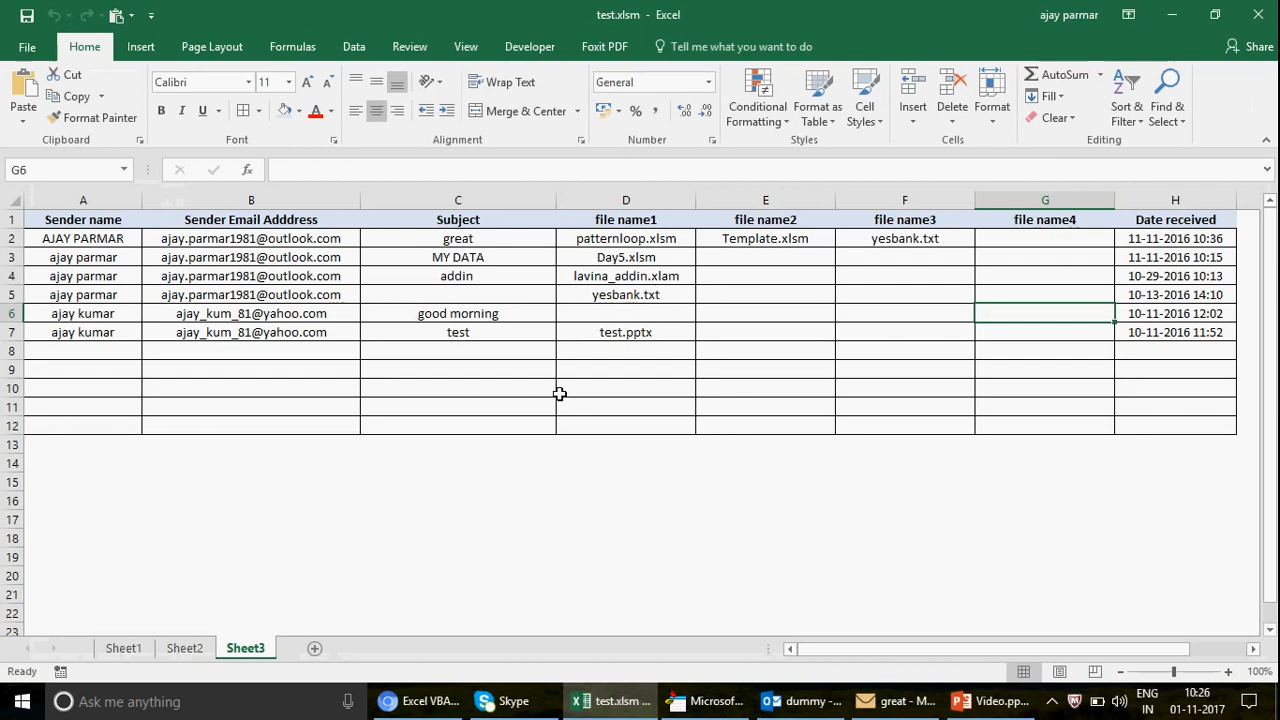 test.xlsm - Excel
ajay parmar
File Home Insert Page Layout Formulas Data Review View Developer Foxit PDF Tell me what you want to do Share
Paste Cut Copy Format Painter Clipboard
Calibri 11 B I U A A A Font
Wrap Text Merge & Center Alignment
General % , Number
Conditional Formatting Format as Table Cell Styles Styles
Insert Delete Format Cells
AutoSum Fill Clear Sort & Filter Find & Select Editing
G6 fx
A B C D E F G H
1 Sender name Sender Email Adddress Subject file name1 file name2 file name3 file name4 Date received
2 AJAY PARMAR ajay.parmar1981@outlook.com great patternloop.xlsm Template.xlsm yesbank.txt 11-11-2016 10:36
3 ajay parmar ajay.parmar1981@outlook.com MY DATA Day5.xlsm 11-11-2016 10:15
4 ajay parmar ajay.parmar1981@outlook.com addin lavina_addin.xlam 10-29-2016 10:13
5 ajay parmar ajay.parmar1981@outlook.com yesbank.txt 10-13-2016 14:10
6 ajay kumar ajay_kum_81@yahoo.com good morning 10-11-2016 12:02
7 ajay kumar ajay_kum_81@yahoo.com test test.pptx 10-11-2016 11:52
8
9
10
11
12
13
14
15
16
17
18
19
20
21
22
23
Sheet1 Sheet2 Sheet3
Ready 100%
Ask me anything Excel VBA... Skype test.xlsm ... Microsof... dummy -... great - M... Video.pp... ENG 10:26
IN 01-11-2017